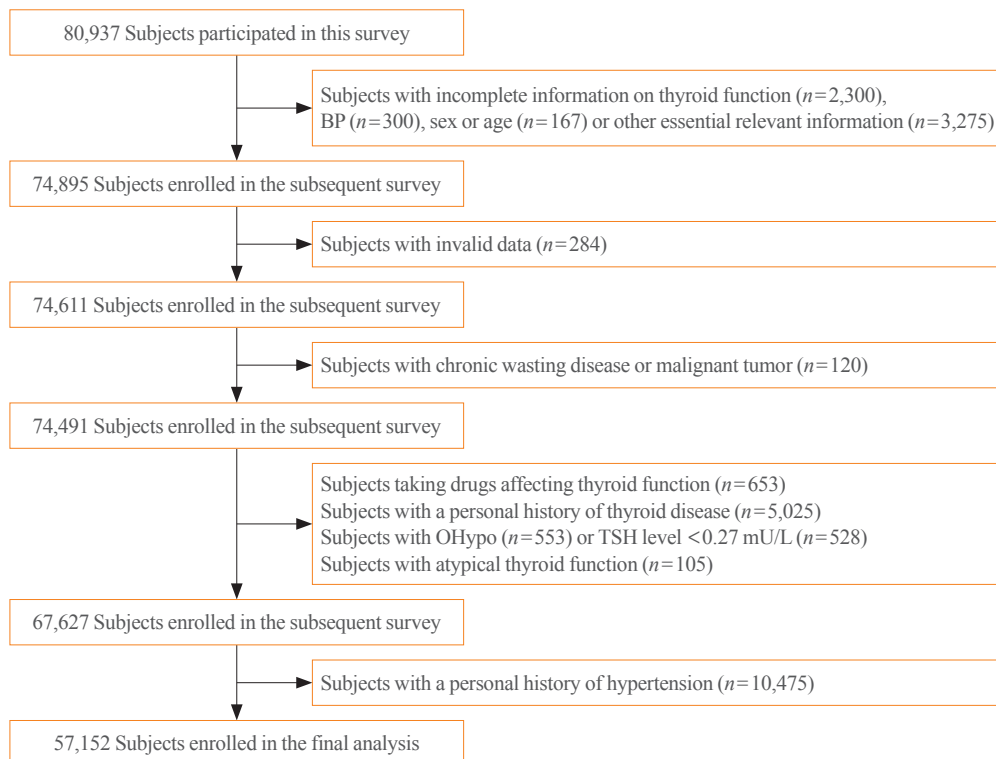 80,937 Subjects participated in this survey
Subjects with incomplete information on thyroid function (n=2,300),
BP (n=300), sex or age (n=167) or other essential relevant information (n=3,275)
74,895 Subjects enrolled in the subsequent survey
Subjects with invalid data (n=284)
74,611 Subjects enrolled in the subsequent survey
Subjects with chronic wasting disease or malignant tumor (n=120)
74,491 Subjects enrolled in the subsequent survey
Subjects taking drugs affecting thyroid function (n=653)
Subjects with a personal history of thyroid disease (n=5,025)
Subjects with OHypo (n=553) or TSH level <0.27 mU/L (n=528)
Subjects with atypical thyroid function (n=105)
67,627 Subjects enrolled in the subsequent survey
Subjects with a personal history of hypertension (n=10,475)
57,152 Subjects enrolled in the final analysis